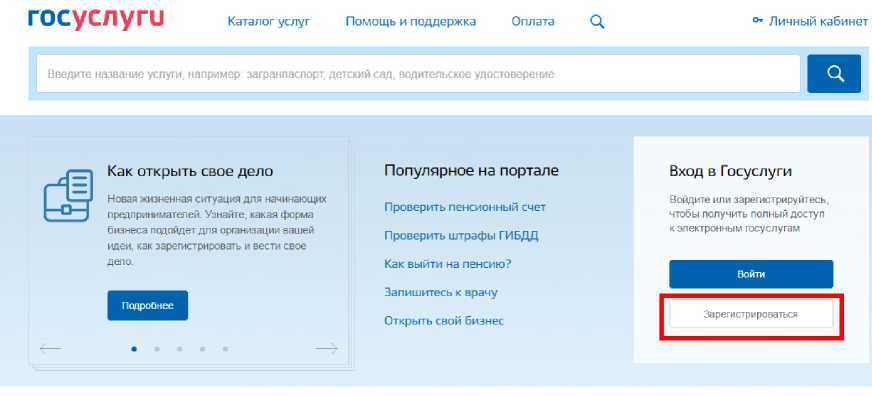 госуслуги
Каталог услуг Помощь и поддержка Оплата Личный кабинет
Введите название услуги, например загранпаспорт, детский сад, водительское удостоверение
Как открыть свое дело
Новая жизненная ситуация для начинающих
предпринимателей. Узнайте, какая форма
бизнеса подойдет для организации вашей
идеи, как зарегистрировать и вести свое
дело.
Подробнее
Популярное на портале
Проверить пенсионный счет
Проверить штрафы ГИБДД
Как выйти на пенсию?
Запишитесь к врачу
Открыть свой бизнес
Вход в Госуслуги
Войдите или зарегистрируйтесь,
чтобы получить полный доступ
к электронным госуслугам
Войти
Зарегистрироваться